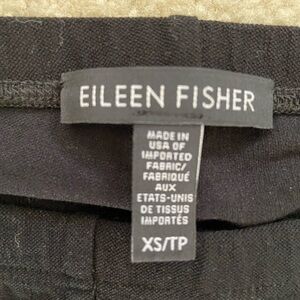 EILEEN FISHER
MADE IN
USA OF
IMPORTED
FABRIC/
FABRIQUÉ
AUX
ETATS-UNIS
DE TISSUS
IMPORTÉS
XS/TP